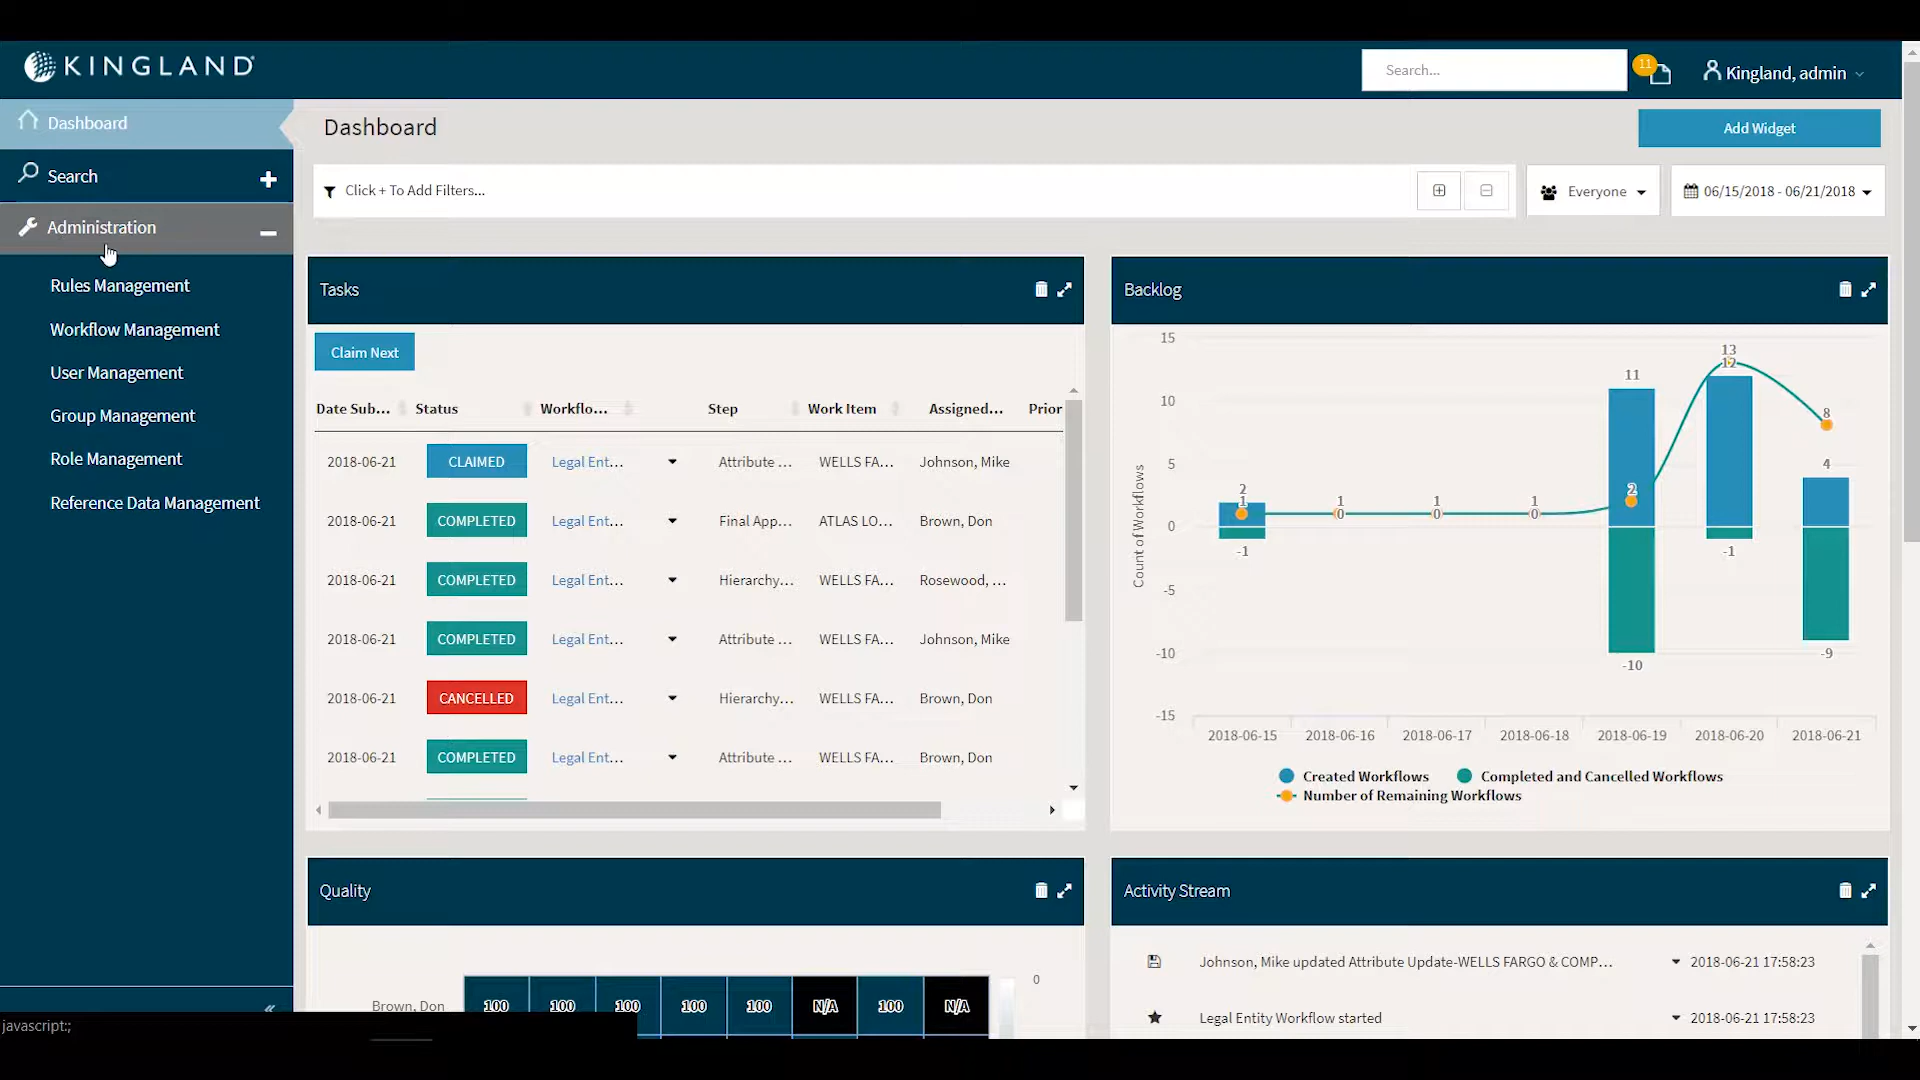 KINGLAND
Search...
11
Kingland, admin
Dashboard
Search
Administration
Rules Management
Workflow Management
User Management
Group Management
Role Management
Reference Data Management
javascript:;
Dashboard
Add Widget
Click + To Add Filters...
Everyone
06/15/2018 - 06/21/2018
Tasks
Claim Next
Date Sub... Status Workflo... Step Work Item Assigned... Prior
2018-06-21 CLAIMED Legal Ent... Attribute ... WELLS FA... Johnson, Mike
2018-06-21 COMPLETED Legal Ent... Final App... ATLAS LO... Brown, Don
2018-06-21 COMPLETED Legal Ent... Hierarchy... WELLS FA... Rosewood, ...
2018-06-21 COMPLETED Legal Ent... Attribute ... WELLS FA... Johnson, Mike
2018-06-21 CANCELLED Legal Ent... Hierarchy... WELLS FA... Brown, Don
2018-06-21 COMPLETED Legal Ent... Attribute ... WELLS FA... Brown, Don
Backlog
Count of Workflows
15
10
5
0
-5
-10
-15
2 1 -1
1 0
1 0
1 0
11 2 -10
13 12 -1
8 4 -9
2018-06-15 2018-06-16 2018-06-17 2018-06-18 2018-06-19 2018-06-20 2018-06-21
Created Workflows Completed and Cancelled Workflows
Number of Remaining Workflows
Quality
0
Brown, Don 100 100 100 100 100 N/A 100 N/A
Activity Stream
Johnson, Mike updated Attribute Update-WELLS FARGO & COMP... 2018-06-21 17:58:23
Legal Entity Workflow started 2018-06-21 17:58:23